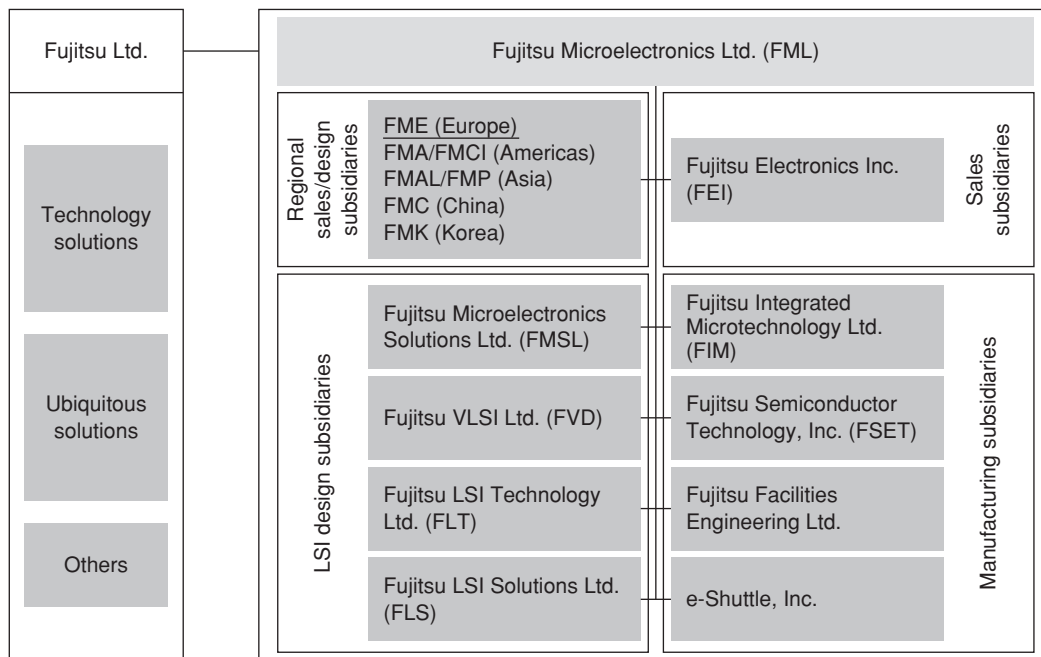 Fujitsu Ltd.
Technology
solutions
Ubiquitous
solutions
Others
Fujitsu Microelectronics Ltd. (FML)
Regional
sales/design
subsidiaries
FME (Europe)
FMA/FMCI (Americas)
FMAL/FMP (Asia)
FMC (China)
FMK (Korea)
Fujitsu Electronics Inc.
(FEI)
Sales
subsidiaries
LSI design subsidiaries
Fujitsu Microelectronics
Solutions Ltd. (FMSL)
Fujitsu VLSI Ltd. (FVD)
Fujitsu LSI Technology
Ltd. (FLT)
Fujitsu LSI Solutions Ltd.
(FLS)
Fujitsu Integrated
Microtechnology Ltd.
(FIM)
Fujitsu Semiconductor
Technology, Inc. (FSET)
Fujitsu Facilities
Engineering Ltd.
e-Shuttle, Inc.
Manufacturing subsidiaries